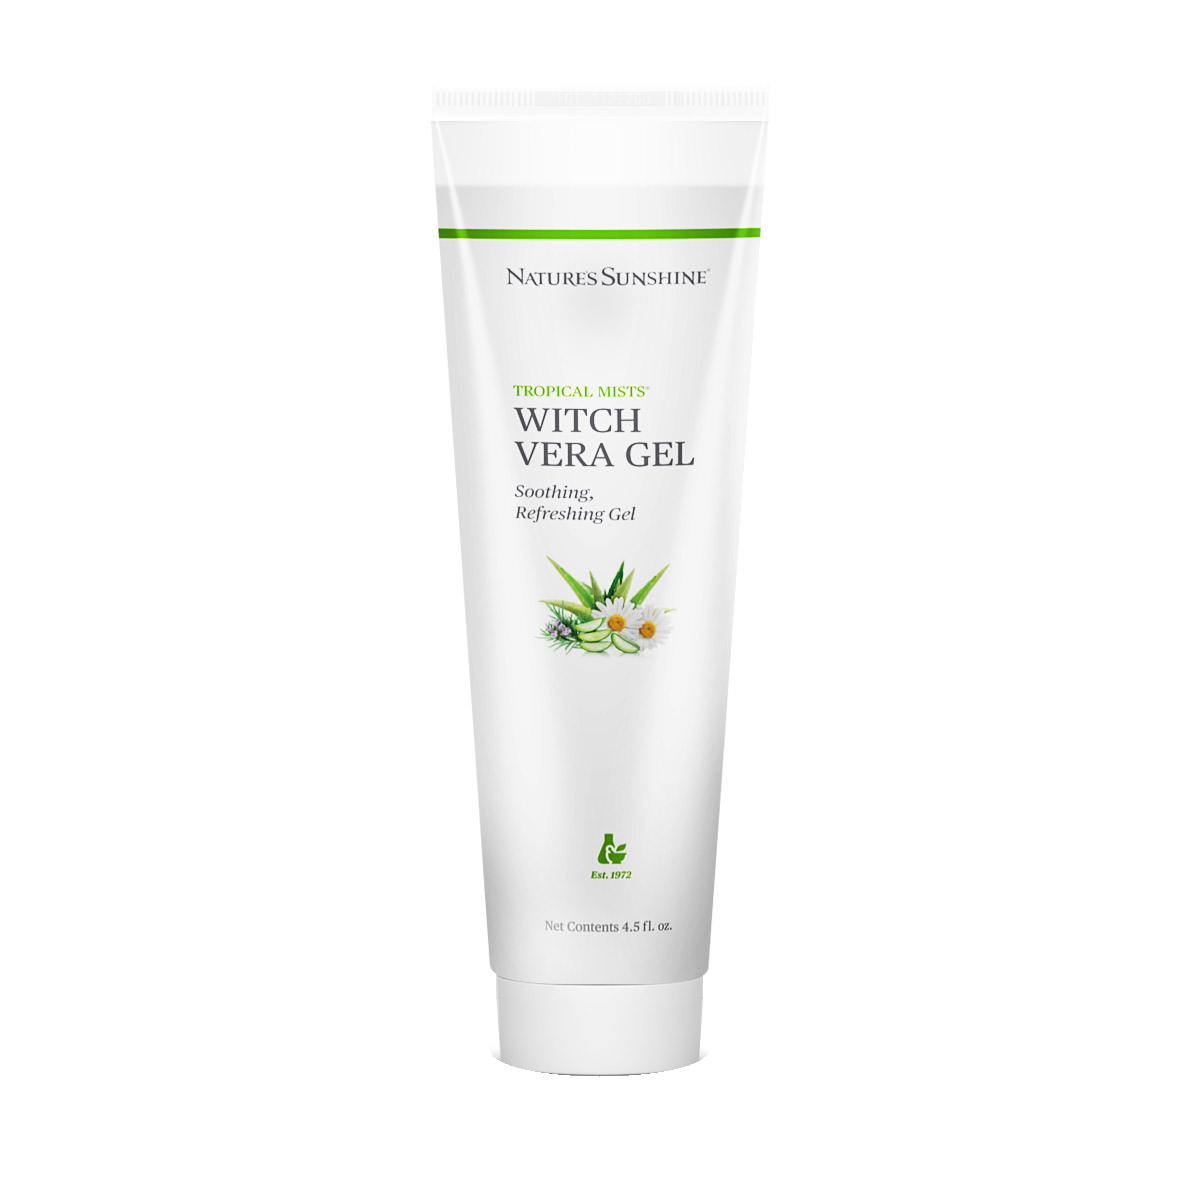 NATURE'S SUNSHINE®
TROPICAL MISTS®
WITCH
VERA GEL
Soothing,
Refreshing Gel
Est. 1972
Net Contents 4.5 fl. oz.